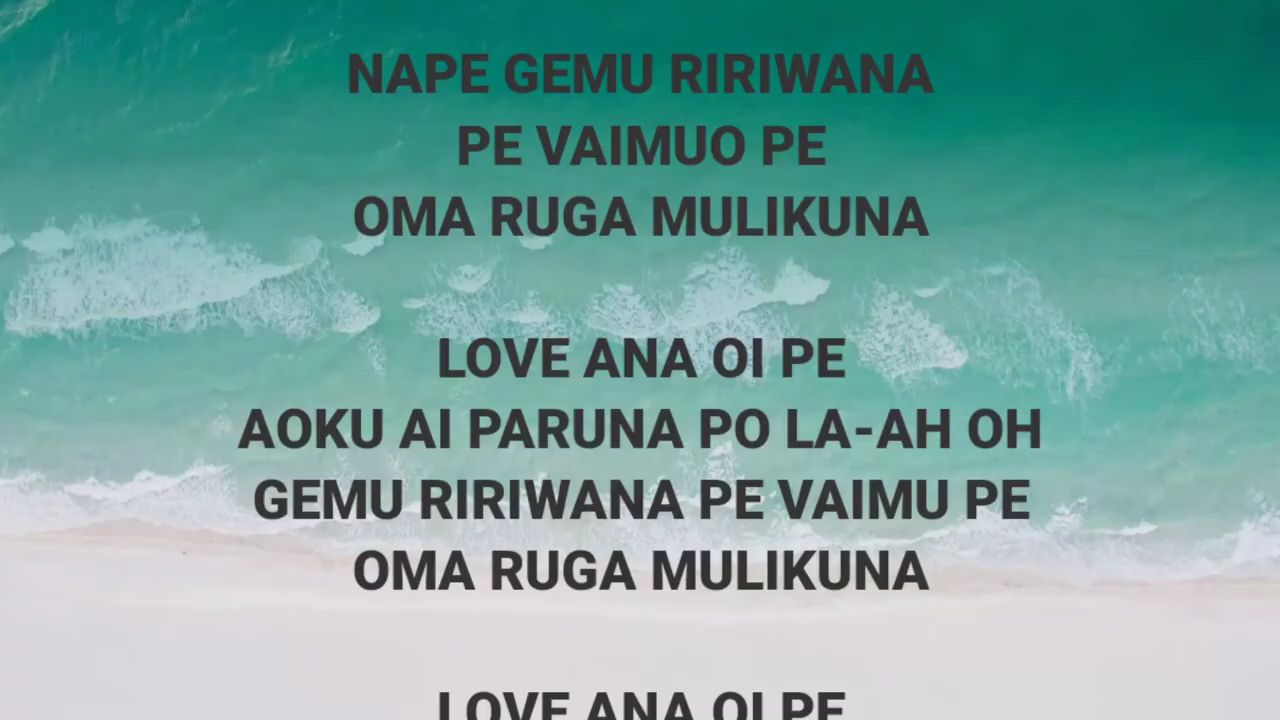 NAPE GEMU RIRIWANA
PE VAIMUO PE
OMA RUGA MULIKUNA
LOVE ANA OI PE
AOKU AI PARUNA PO LA-AH OH
GEMU RIRIWANA PE VAIMU PE
OMA RUGA MULIKUNA
LOVE ANA OI PE